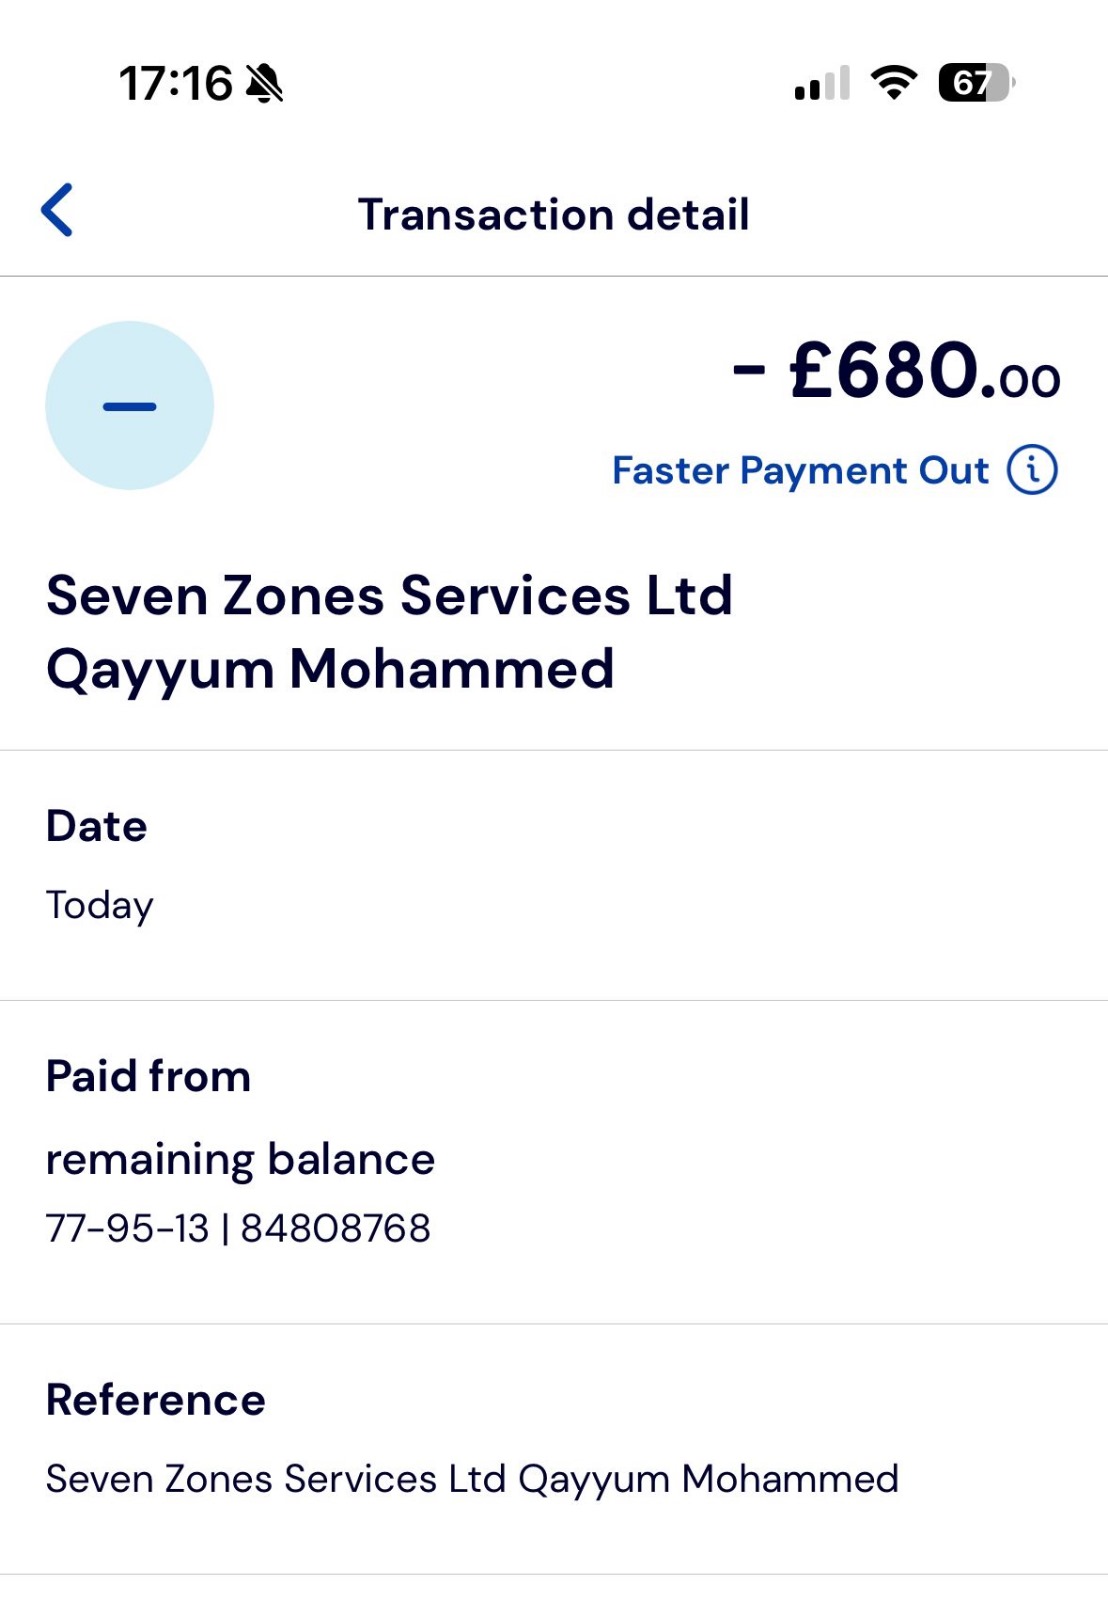 17:16
67
Transaction detail
- £680.00
Faster Payment Out
Seven Zones Services Ltd
Qayyum Mohammed
Date
Today
Paid from
remaining balance
77-95-13 | 84808768
Reference
Seven Zones Services Ltd Qayyum Mohammed